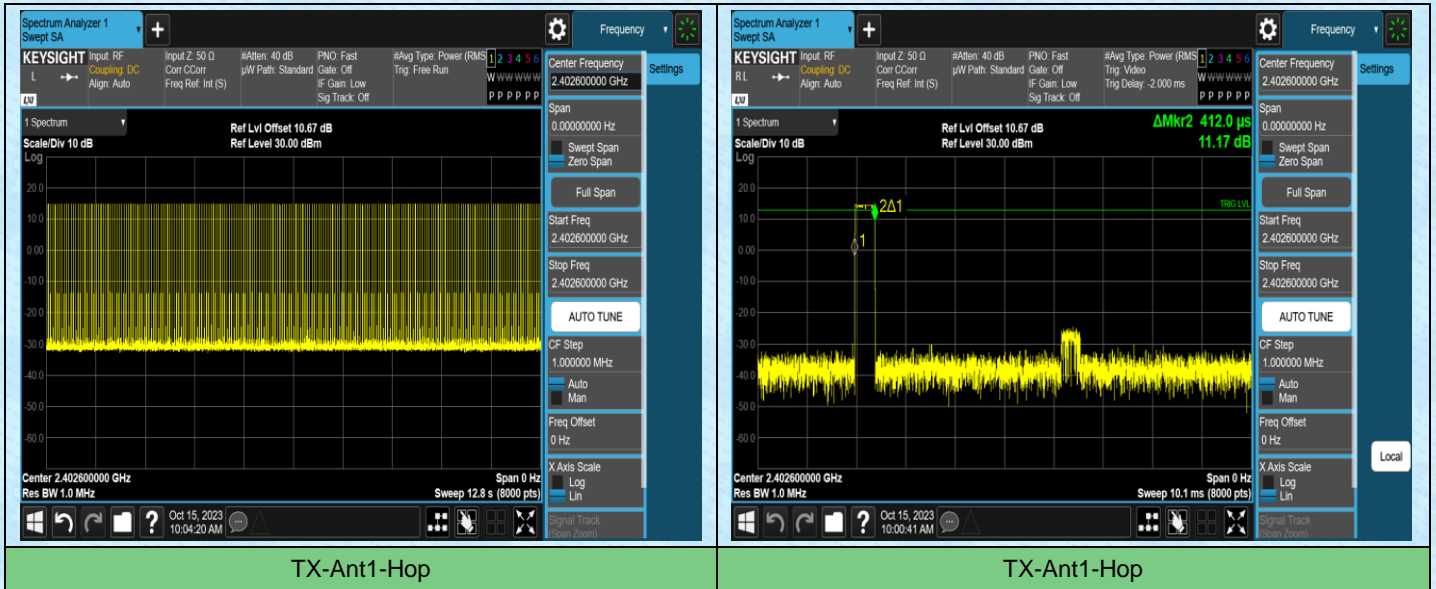 Spectrum Analyzer 1
Swept SA
+
Frequency
KEYSIGHT
L
LXI
Input: RF
Coupling: DC
Align: Auto
Input Z: 50 Ω
Corr CCorr
Freq Ref: Int (S)
#Atten: 40 dB
µW Path: Standard
PNO: Fast
Gate: Off
IF Gain: Low
Sig Track: Off
#Avg Type: Power (RMS
Trig: Free Run
1 2 3 4 5 6
W W W W W W
P P P P P P
Center Frequency
2.402600000 GHz
Settings
Span
0.00000000 Hz
Swept Span
Zero Span
Full Span
Start Freq
2.402600000 GHz
Stop Freq
2.402600000 GHz
AUTO TUNE
CF Step
1.000000 MHz
Auto
Man
Freq Offset
0 Hz
X Axis Scale
Log
Lin
Signal Track
(Span Zoom)
1 Spectrum
Scale/Div 10 dB
Ref Lvl Offset 10.67 dB
Ref Level 30.00 dBm
Log
20.0
10.0
0.00
-10.0
-20.0
-30.0
-40.0
-50.0
-60.0
Center 2.402600000 GHz
Res BW 1.0 MHz
Span 0 Hz
Sweep 12.8 s (8000 pts)
?
Oct 15, 2023
10:04:20 AM
TX-Ant1-Hop
Spectrum Analyzer 1
Swept SA
+
Frequency
KEYSIGHT
R L
LXI
Input: RF
Coupling: DC
Align: Auto
Input Z: 50 Ω
Corr CCorr
Freq Ref: Int (S)
#Atten: 40 dB
µW Path: Standard
PNO: Fast
Gate: Off
IF Gain: Low
Sig Track: Off
#Avg Type: Power (RMS
Trig: Video
Trig Delay: -2.000 ms
1 2 3 4 5 6
W W W W W W
P P P P P P
Center Frequency
2.402600000 GHz
Settings
Span
0.00000000 Hz
Swept Span
Zero Span
Full Span
Start Freq
2.402600000 GHz
Stop Freq
2.402600000 GHz
AUTO TUNE
CF Step
1.000000 MHz
Auto
Man
Freq Offset
0 Hz
X Axis Scale
Log
Lin
Signal Track
(Span Zoom)
Local
1 Spectrum
Scale/Div 10 dB
Ref Lvl Offset 10.67 dB
Ref Level 30.00 dBm
ΔMkr2 412.0 µs
11.17 dB
Log
20.0
10.0
0.00
-10.0
-20.0
-30.0
-40.0
-50.0
-60.0
2Δ1
1
TRIG LVL
Center 2.402600000 GHz
Res BW 1.0 MHz
Span 0 Hz
Sweep 10.1 ms (8000 pts)
?
Oct 15, 2023
10:00:41 AM
TX-Ant1-Hop